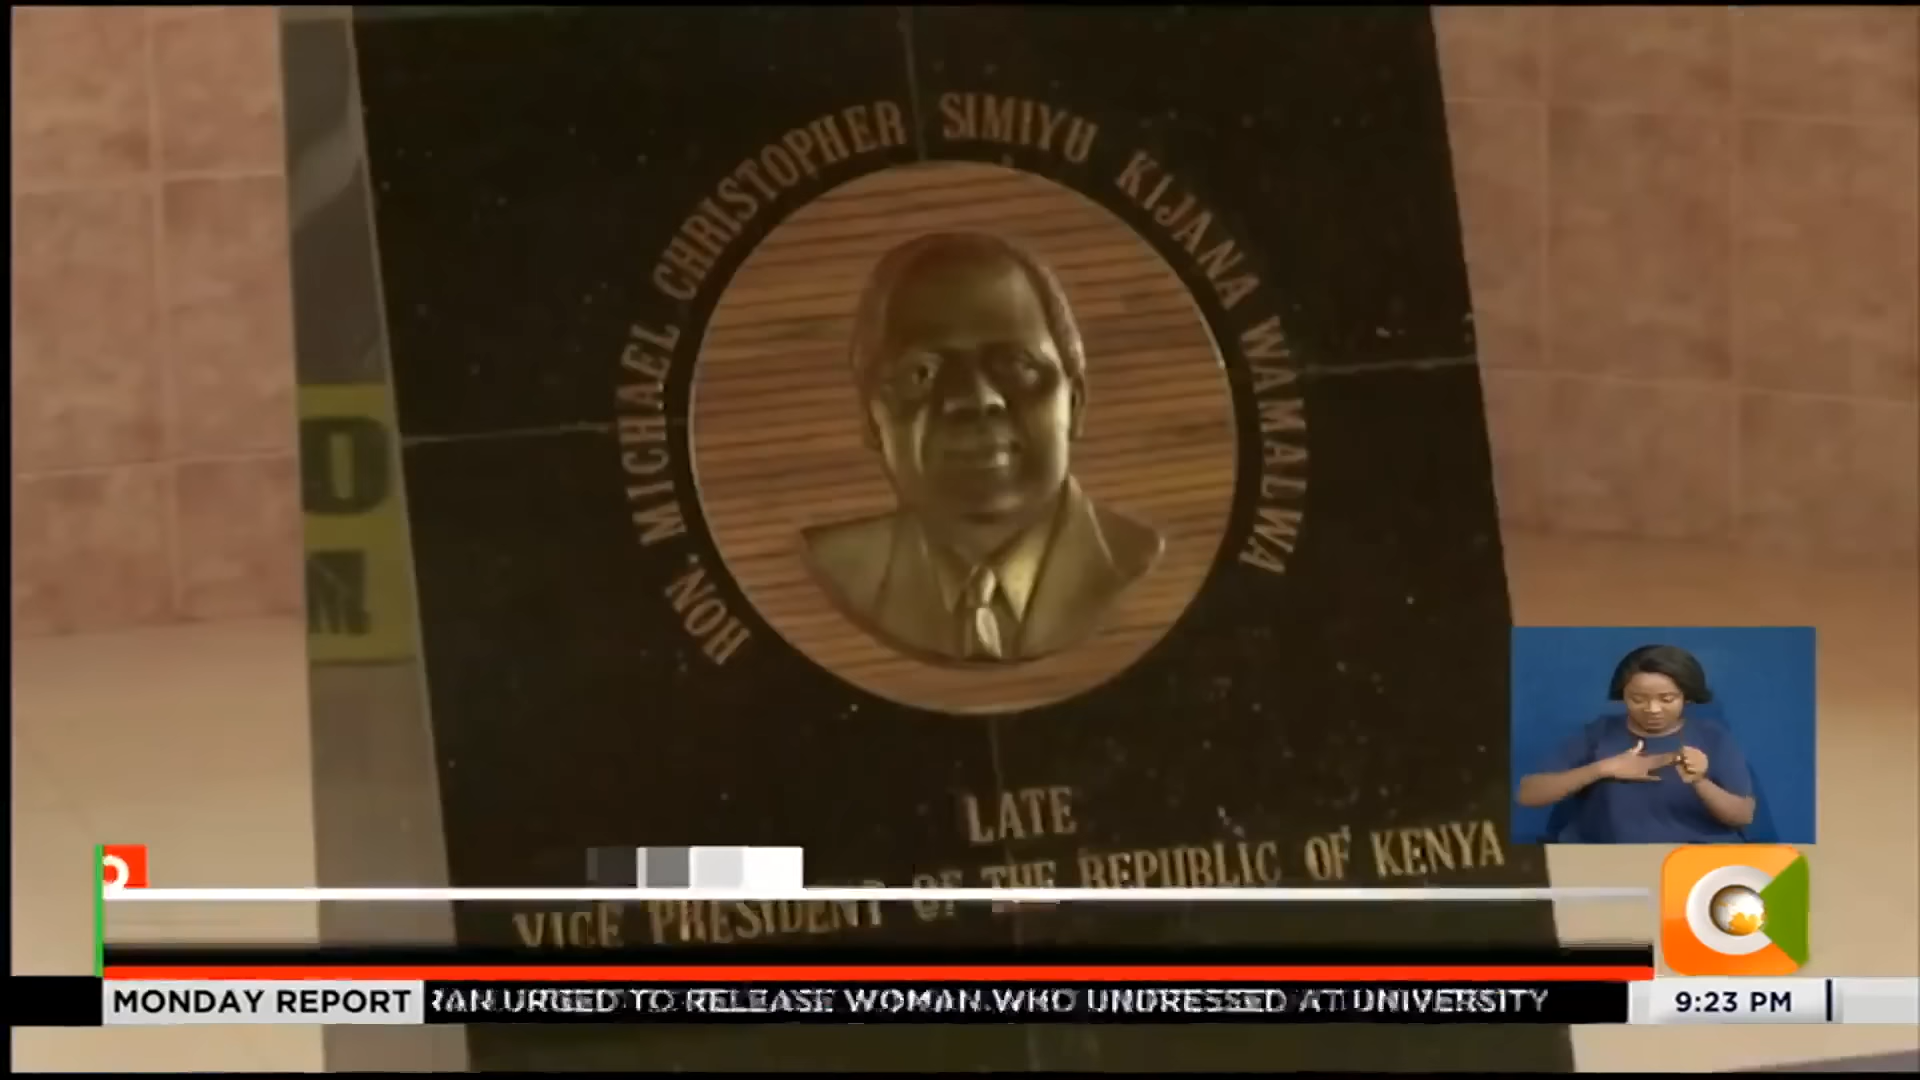 HON. MICHAEL CHRISTOPHER SIMIYU KIJANA WAMALWA
LATE
VICE PRESIDENT OF THE REPUBLIC OF KENYA
O
M
MONDAY REPORT
RAN URGED TO RELEASE WOMAN WHO UNDRESSED AT UNIVERSITY
9:23 PM